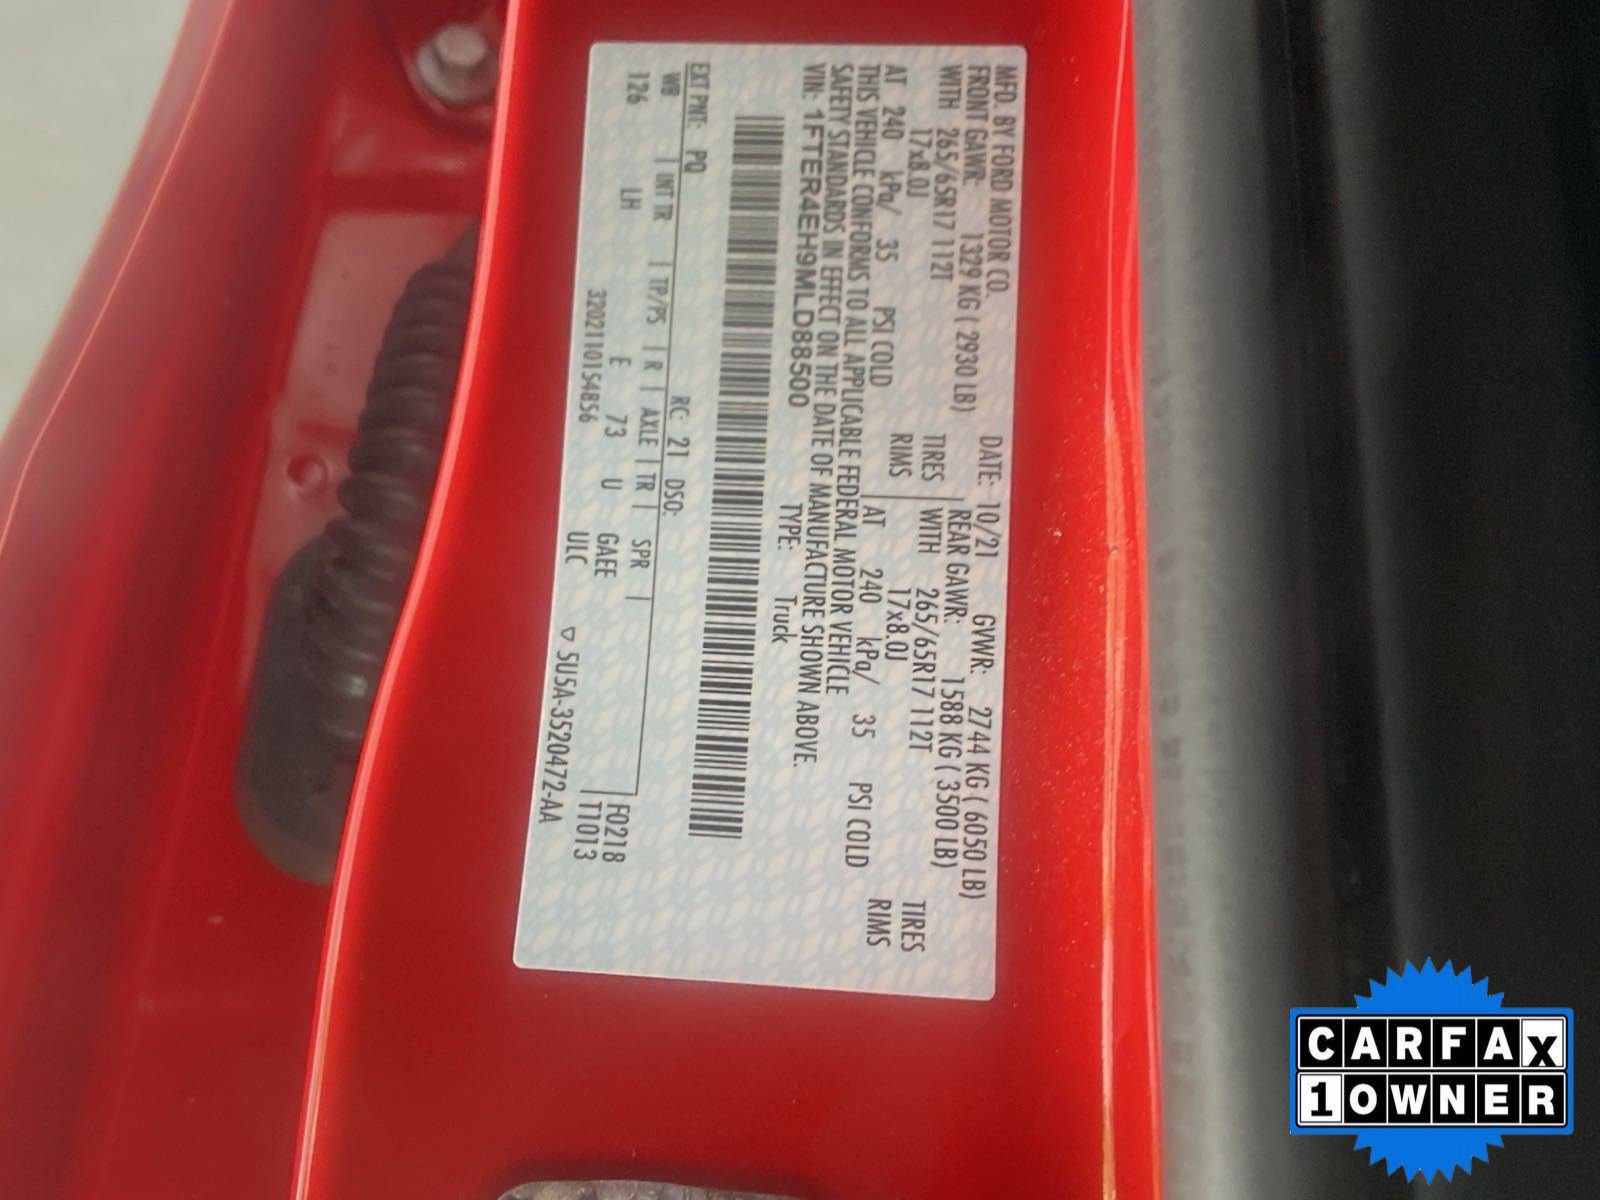 MFD. BY FORD MOTOR CO. DATE: 10/21 GVWR: 2744 KG ( 6050 LB)
FRONT GAWR: 1329 KG ( 2930 LB) REAR GAWR: 1588 KG ( 3500 LB)
WITH 265/65R17 112T TIRES WITH 265/65R17 112T TIRES
17x8.0J RIMS 17x8.0J RIMS
AT 240 kPa/ 35 PSI COLD AT 240 kPa/ 35 PSI COLD
THIS VEHICLE CONFORMS TO ALL APPLICABLE FEDERAL MOTOR VEHICLE
SAFETY STANDARDS IN EFFECT ON THE DATE OF MANUFACTURE SHOWN ABOVE.
VIN: 1FTER4EH9MLD88500 TYPE: Truck
EXT PNT: PQ RC: 21 DSO:
WB | INT TR | TP/PS | R | AXLE | TR | SPR |
126 LH E 73 U GAEE F0218
320211015485​6 ULC T1013
▽ 5U5A-3520472-AA
CARFAX
1 OWNER